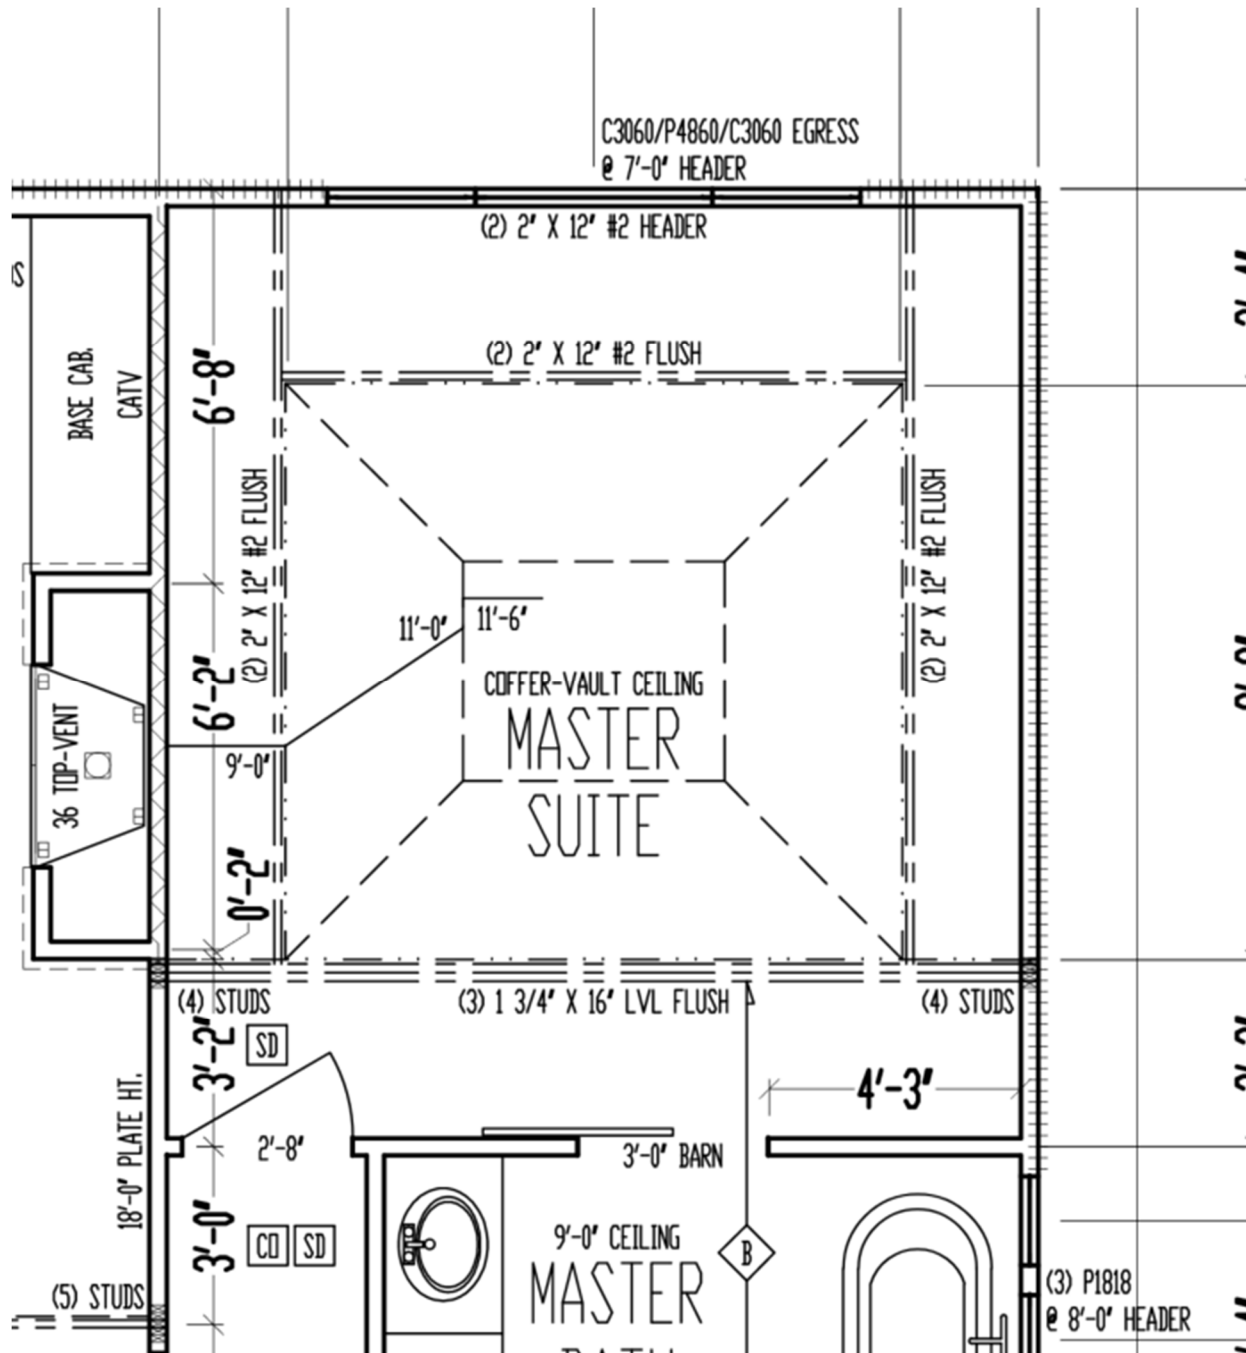 C3060/P4860/C3060 EGRESS
@ 7'-0" HEADER
(2) 2" X 12" #2 HEADER
(2) 2" X 12" #2 FLUSH
BASE CAB.
CATV
6'-8"
(2) 2" X 12" #2 FLUSH
(2) 2" X 12" #2 FLUSH
11'-0"
11'-6"
6'-2"
COFFER-VAULT CEILING
MASTER
SUITE
36 TOP-VENT
9'-0"
0'-2"
(4) STUDS
(3) 1 3/4" X 16" LVL FLUSH
(4) STUDS
SD
3'-2"
4'-3"
18'-0" PLATE HT.
2'-8"
3'-0" BARN
3'-0"
CO
SD
9'-0" CEILING
MASTER
B
(5) STUDS
(3) P1818
@ 8'-0" HEADER